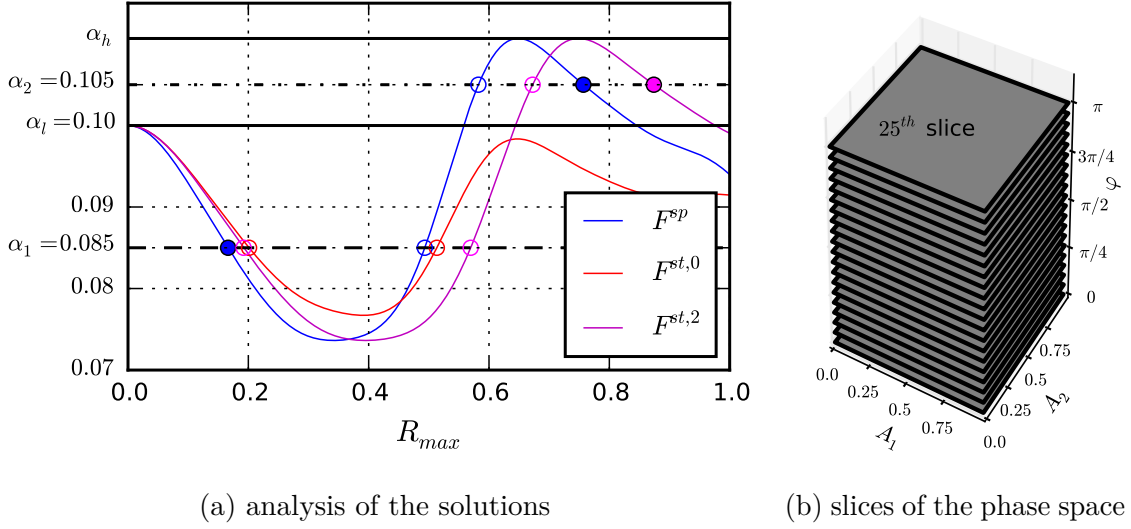 α_h
α_2 =0.105
α_l =0.10
0.09
α_1 =0.085
0.08
0.07
0.0 0.2 0.4 0.6 0.8 1.0
R_max
F^sp
F^st,0
F^st,2
25^th slice
π
3π/4
φ
π/2
π/4
0
0.0 0.25 0.5 0.75
A_1
0.0 0.25 0.5 0.75
A_2
(a) analysis of the solutions
(b) slices of the phase space